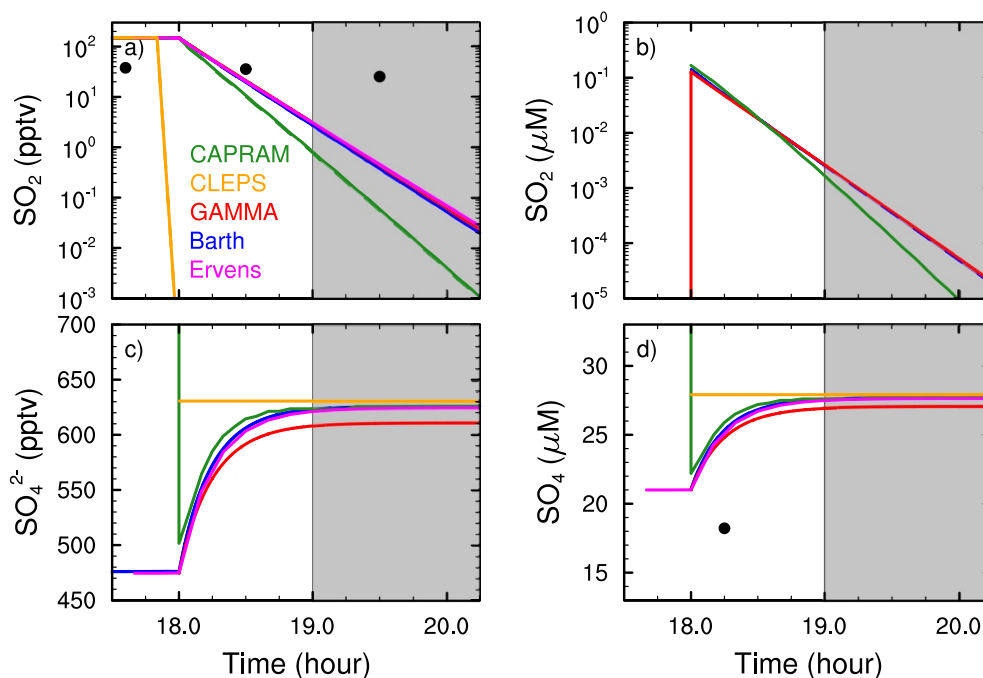 a)
SO₂ (pptv)
10²
10¹
10⁰
10⁻¹
10⁻²
10⁻³
CAPRAM
CLEPS
GAMMA
Barth
Ervens
b)
SO₂ (μM)
10⁰
10⁻¹
10⁻²
10⁻³
10⁻⁴
10⁻⁵
c)
SO₄²⁻ (pptv)
700
650
600
550
500
450
18.0 19.0 20.0
Time (hour)
d)
SO₄ (μM)
30
25
20
15
18.0 19.0 20.0
Time (hour)